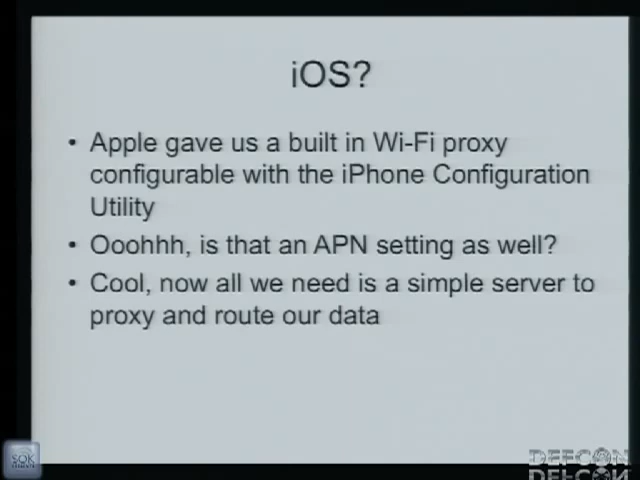 iOS?
• Apple gave us a built in Wi-Fi proxy
configurable with the iPhone Configuration
Utility
• Ooohhh, is that an APN setting as well?
• Cool, now all we need is a simple server to
proxy and route our data
SOK
DEFCON